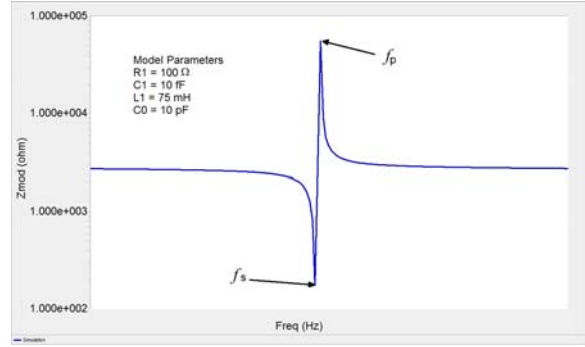 1.000e+005
Model Parameters
R1 = 100 Ω
C1 = 10 fF
L1 = 75 mH
C0 = 10 pF
fp
1.000e+004
Zmod (ohm)
1.000e+003
fs
1.000e+002
Freq (Hz)
Simulation